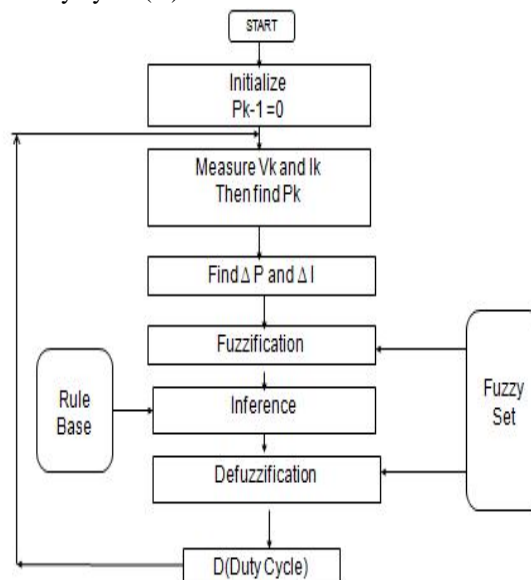 START
Initialize
Pk-1 =0
Measure Vk and Ik
Then find Pk
Find Δ P and Δ I
Fuzzification
Rule
Base
Inference
Fuzzy
Set
Defuzzification
D(Duty Cycle)